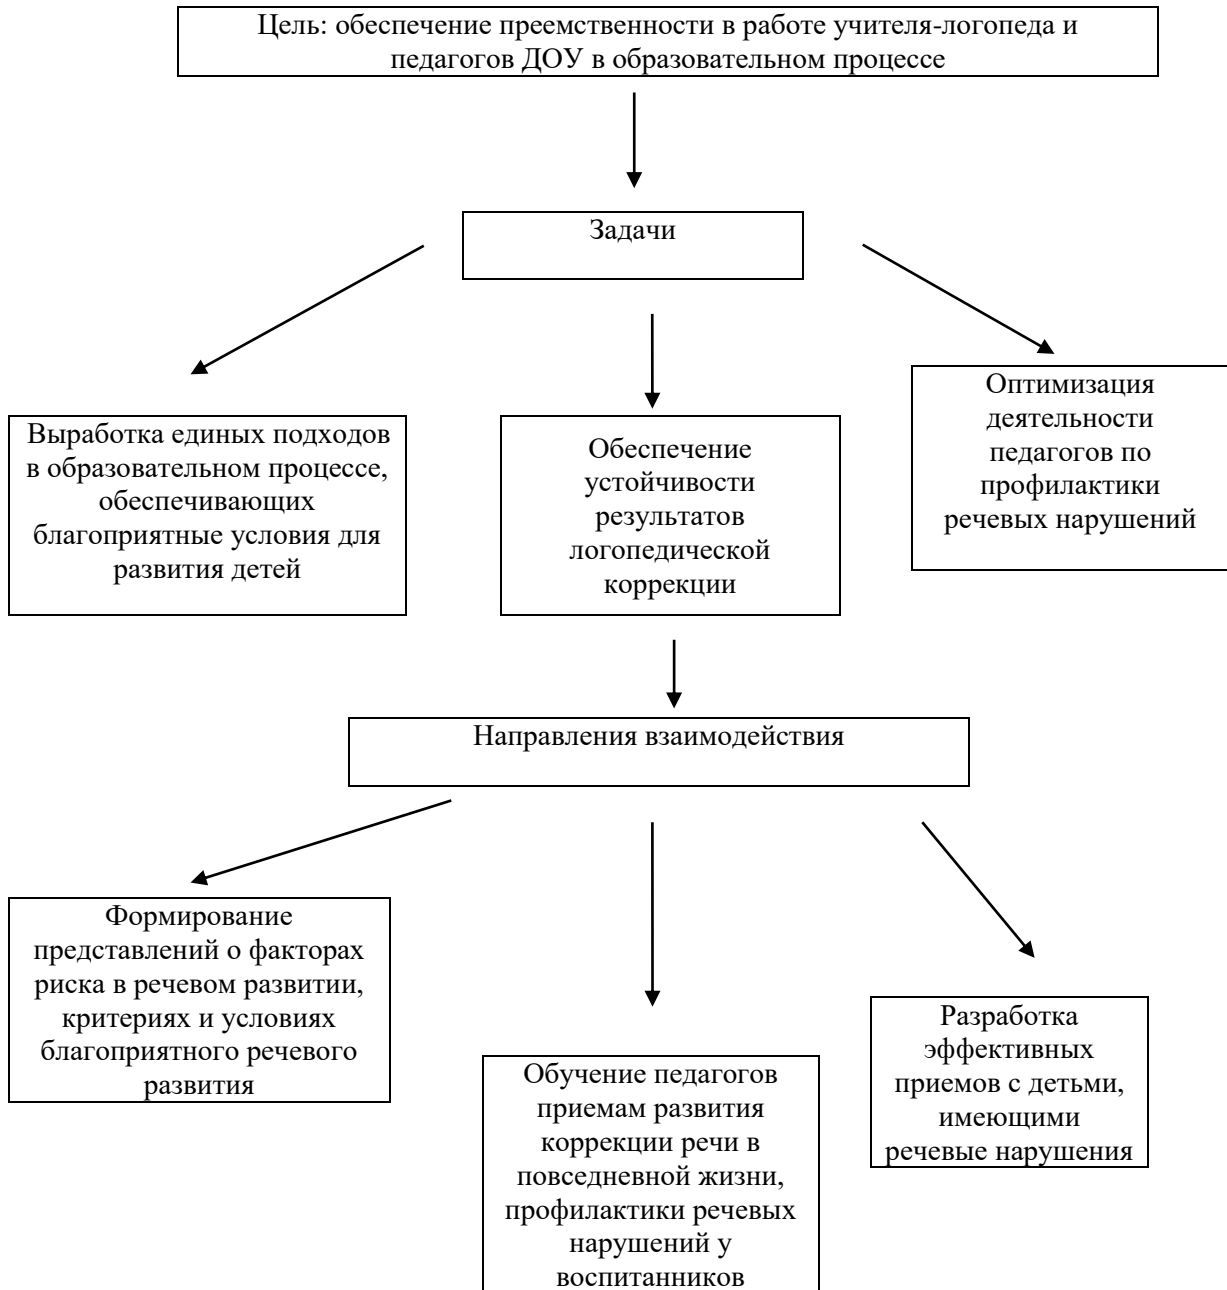 Цель: обеспечение преемственности в работе учителя-логопеда и
педагогов ДОУ в образовательном процессе
Задачи
Выработка единых подходов
в образовательном процессе,
обеспечивающих
благоприятные условия для
развития детей
Обеспечение
устойчивости
результатов
логопедической
коррекции
Оптимизация
деятельности
педагогов по
профилактики
речевых нарушений
Направления взаимодействия
Формирование
представлений о факторах
риска в речевом развитии,
критериях и условиях
благоприятного речевого
развития
Обучение педагогов
приемам развития
коррекции речи в
повседневной жизни,
профилактики речевых
нарушений у
воспитанников
Разработка
эффективных
приемов с детьми,
имеющими
речевые нарушения